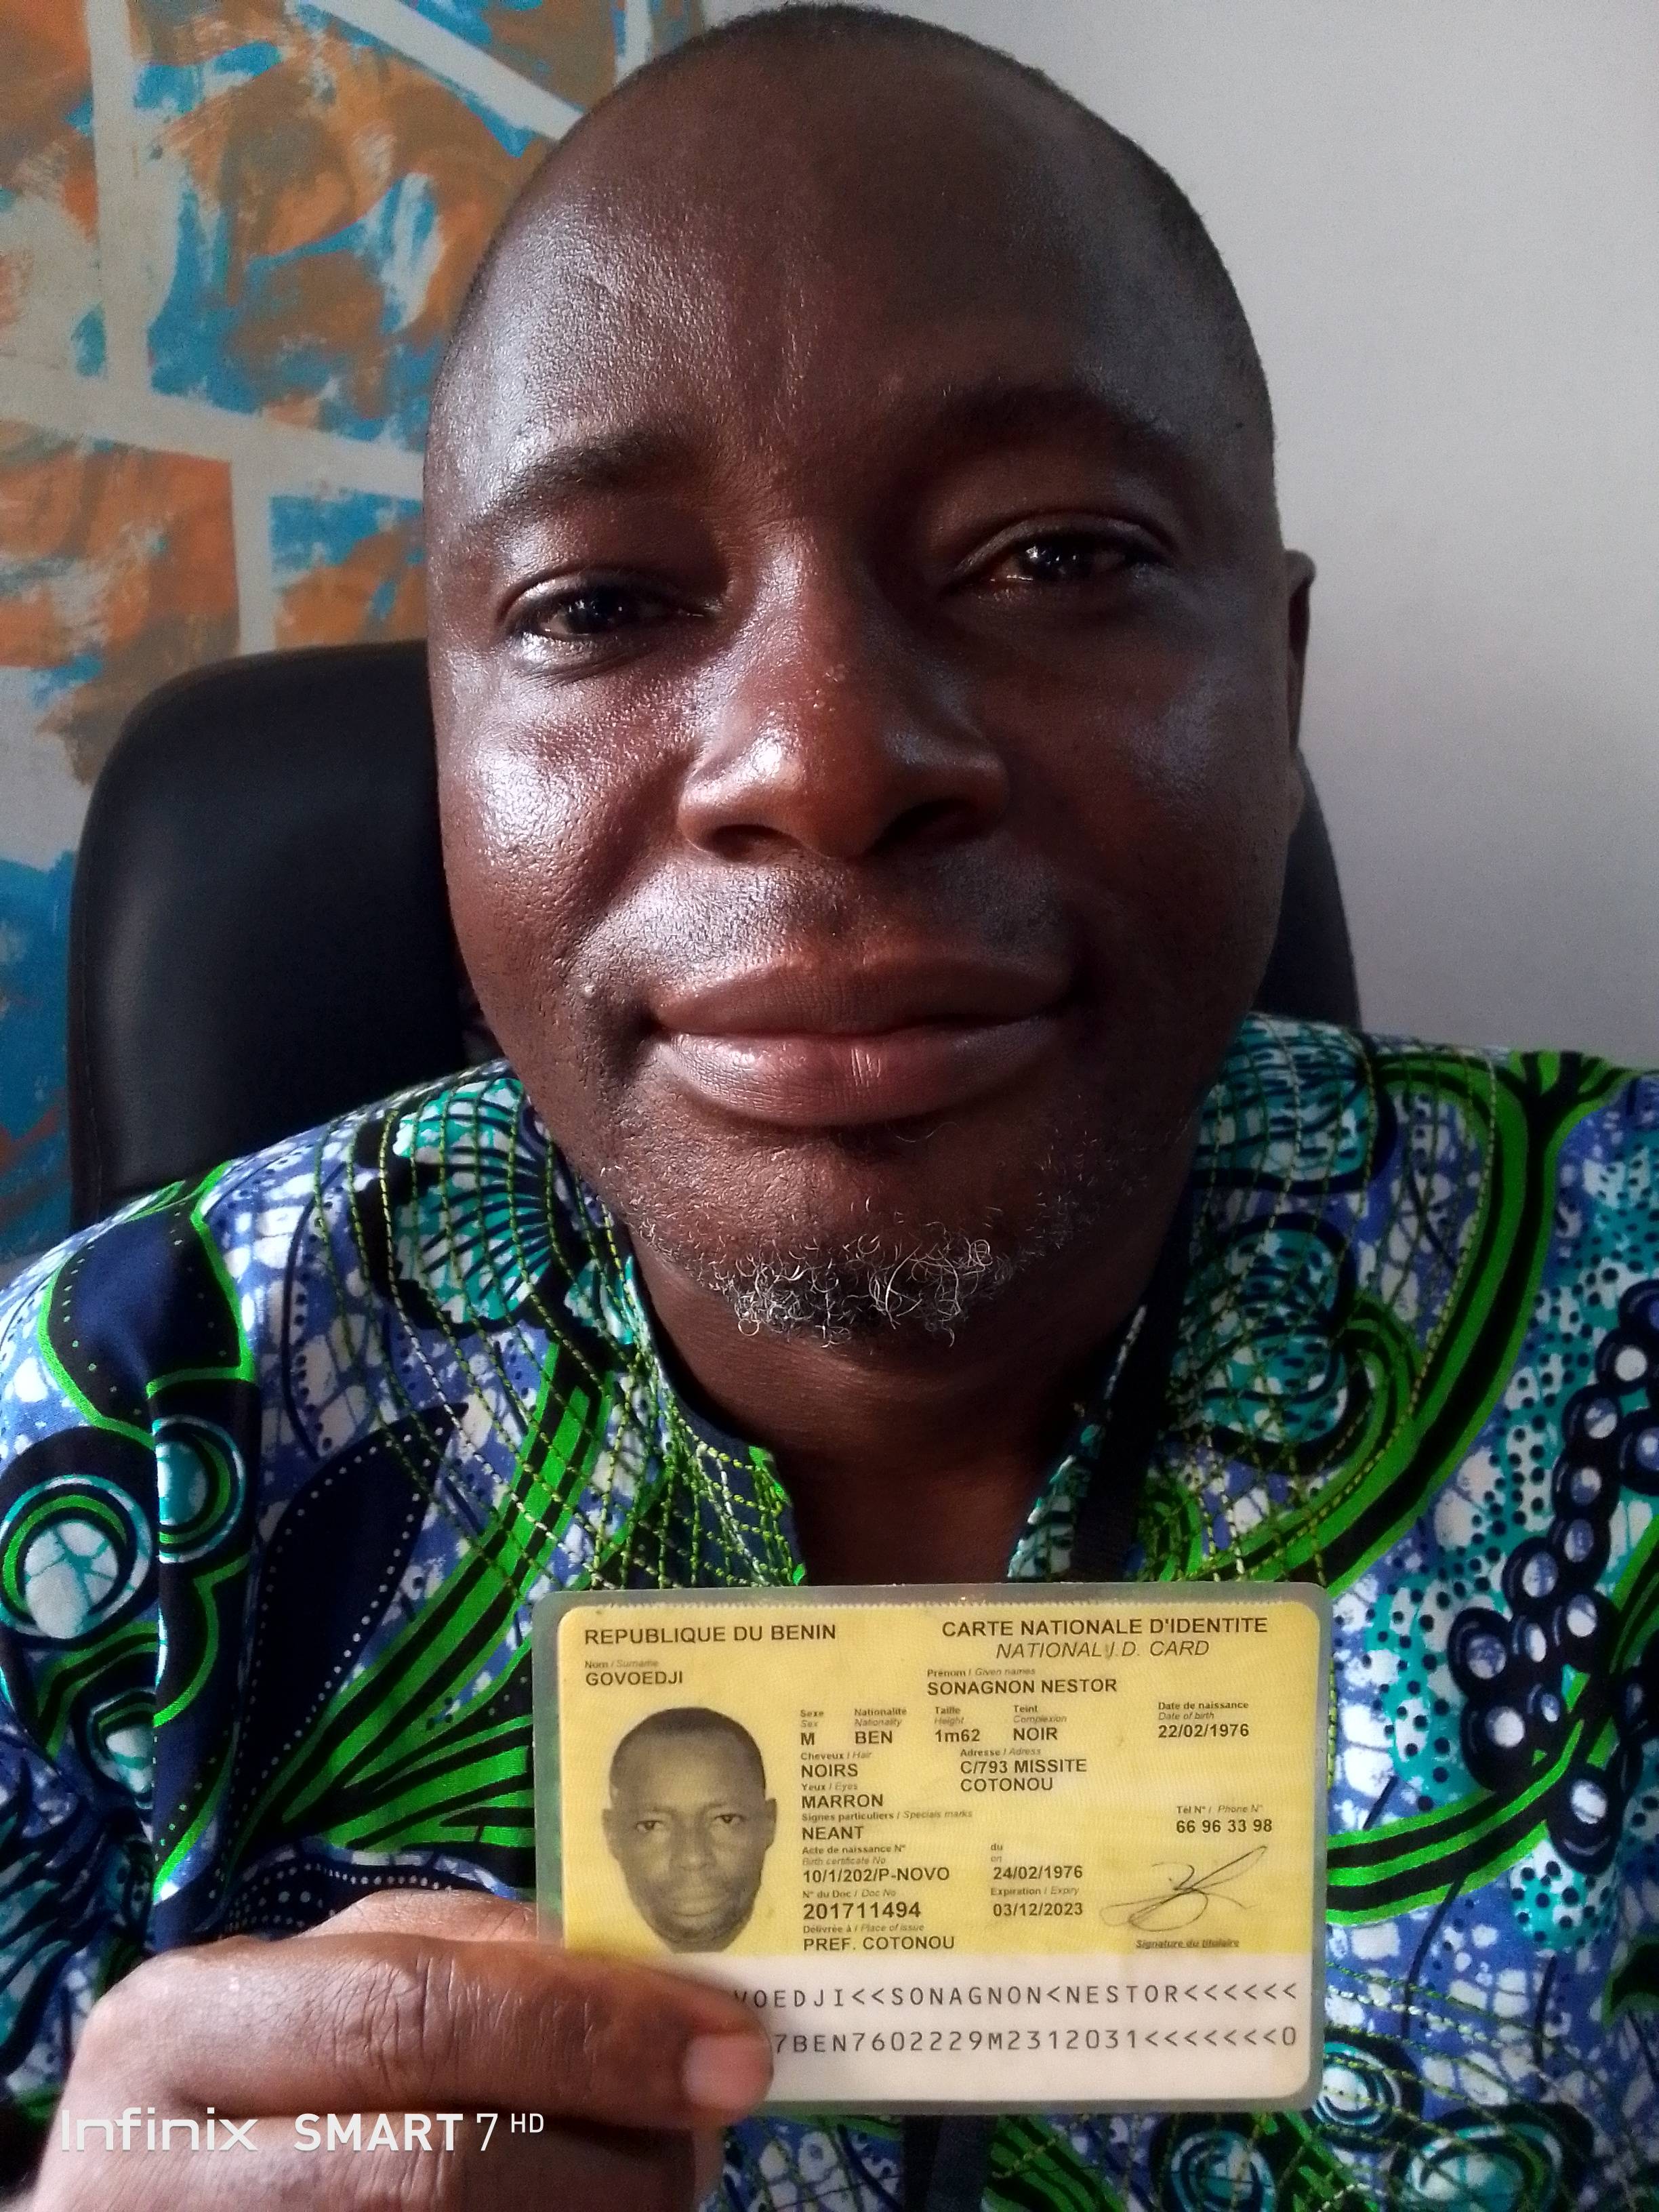 REPUBLIQUE DU BENIN
CARTE NATIONALE D'IDENTITE
NATIONAL I.D. CARD
Nom / Surname
GOVOEDJI
Prénom / Given names
SONAGNON NESTOR
Sexe Nationalité Taille Teint Date de naissance
Sex Nationality Height Complexion Date of birth
M BEN 1m62 NOIR 22/02/1976
Cheveux / Hair Adresse / Adress
NOIRS C/793 MISSITE
COTONOU
Yeux / Eyes
MARRON
Signes particuliers / Specials marks Tél N° / Phone N°
NEANT 66 96 33 98
Acte de naissance N° du
Birth certificate No on
10/1/202/P-NOVO 24/02/1976
N° du Doc / Doc No Expiration / Expiry
201711494 03/12/2023
Délivrée à / Place of issue
PREF. COTONOU Signature du titulaire
VOEDJI<<SONAGNON<NESTOR<<<<<<
7BEN7602229M2312031<<<<<<<0
Infinix SMART 7 HD